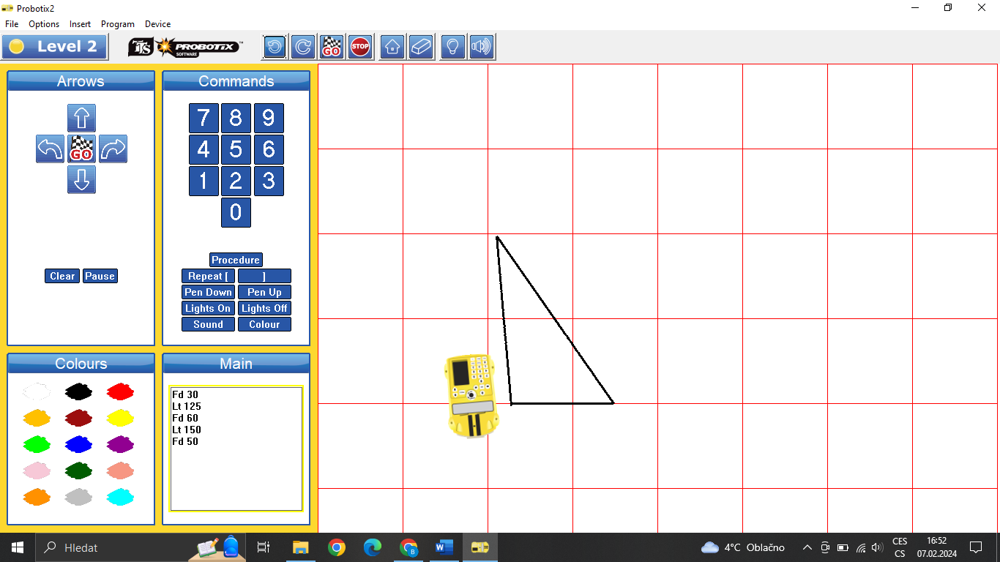 Probotix2
File Options Insert Program Device
Level 2
TTS PROBOTIX™
SOFTWARE
GO STOP
Arrows
GO
Clear Pause
Commands
7 8 9
4 5 6
1 2 3
0
Procedure
Repeat [ ]
Pen Down Pen Up
Lights On Lights Off
Sound Colour
Colours
Main
Fd 30
Lt 125
Fd 60
Lt 150
Fd 50
Hledat
B
W
4°C Oblačno
CES
CS
16:52
07.02.2024